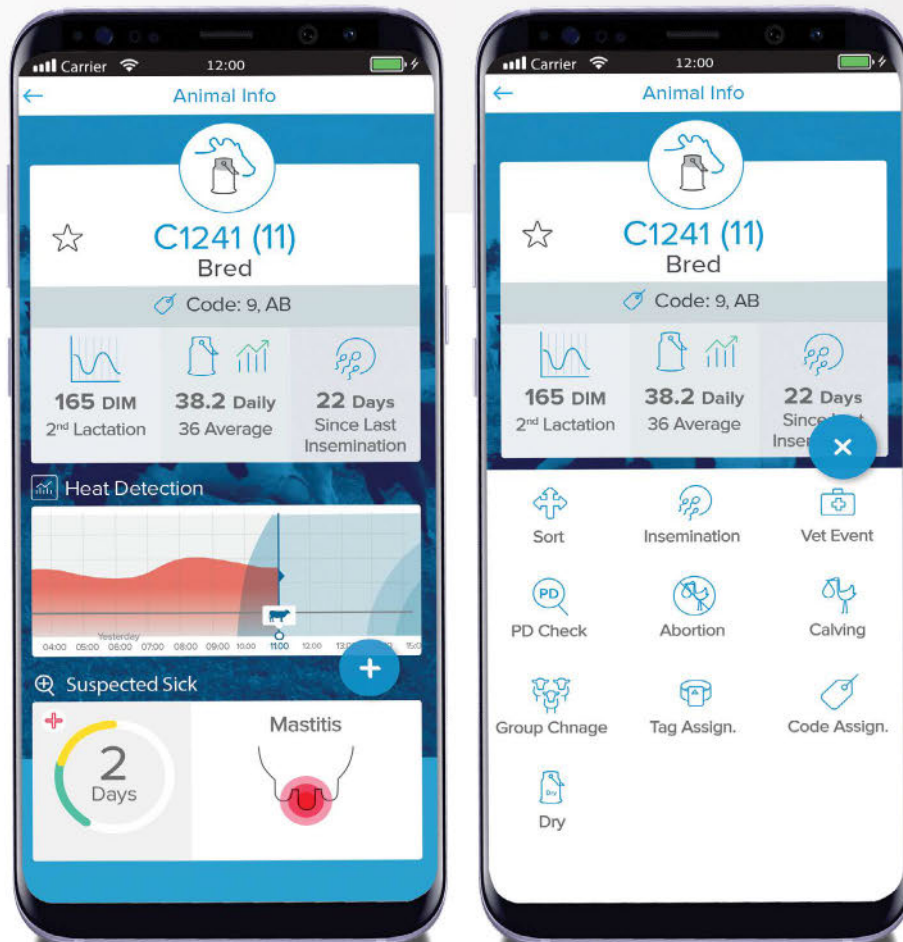 Carrier 12:00
Animal Info
C1241 (11)
Bred
Code: 9, AB
165 DIM
2nd Lactation
38.2 Daily
36 Average
22 Days
Since Last
Insemination
Heat Detection
Yesterday
04:00 05:00 06:00 07:00 08:00 09:00 10:00 11:00 12:00 13:00 15:00
Suspected Sick
2
Days
Mastitis
Carrier 12:00
Animal Info
C1241 (11)
Bred
Code: 9, AB
165 DIM
2nd Lactation
38.2 Daily
36 Average
22 Days
Sort
Insemination
Vet Event
PD
PD Check
Abortion
Calving
Group Chnage
Tag Assign.
Code Assign.
Dry
Dry